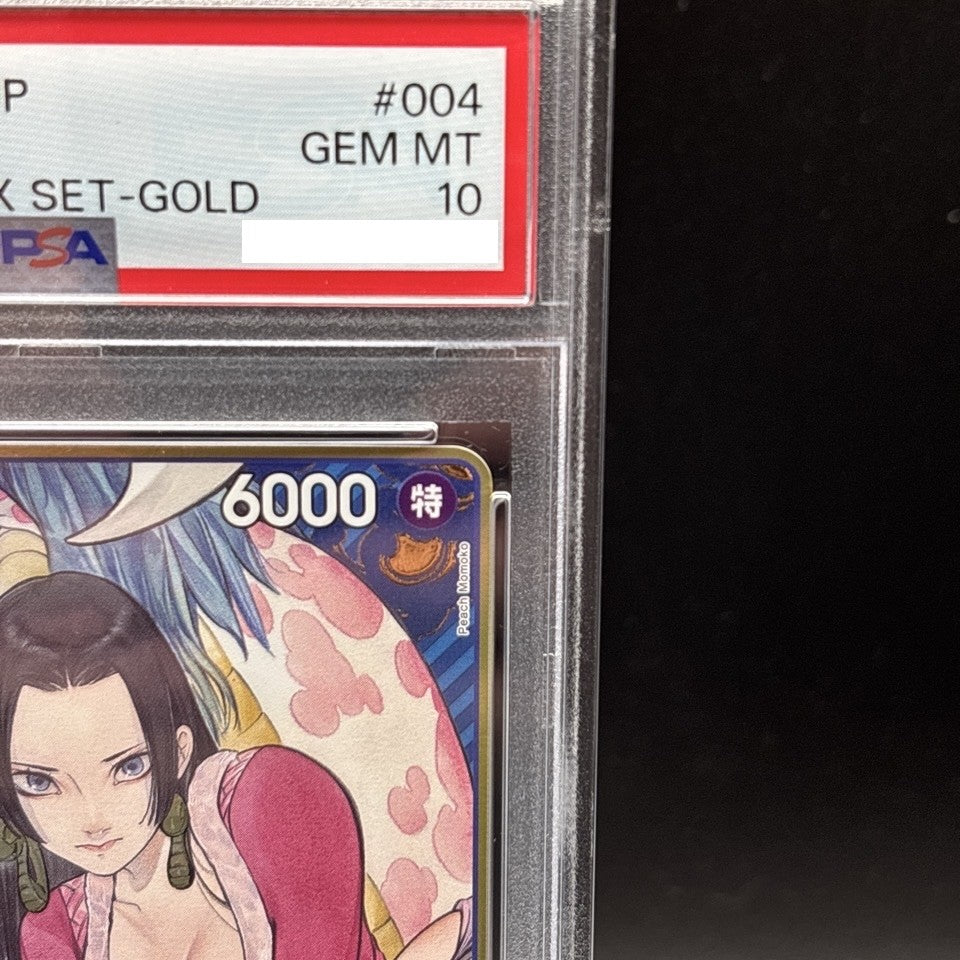 P
#004
GEM MT
X SET-GOLD
10
PSA
6000 特
Peach Momoko